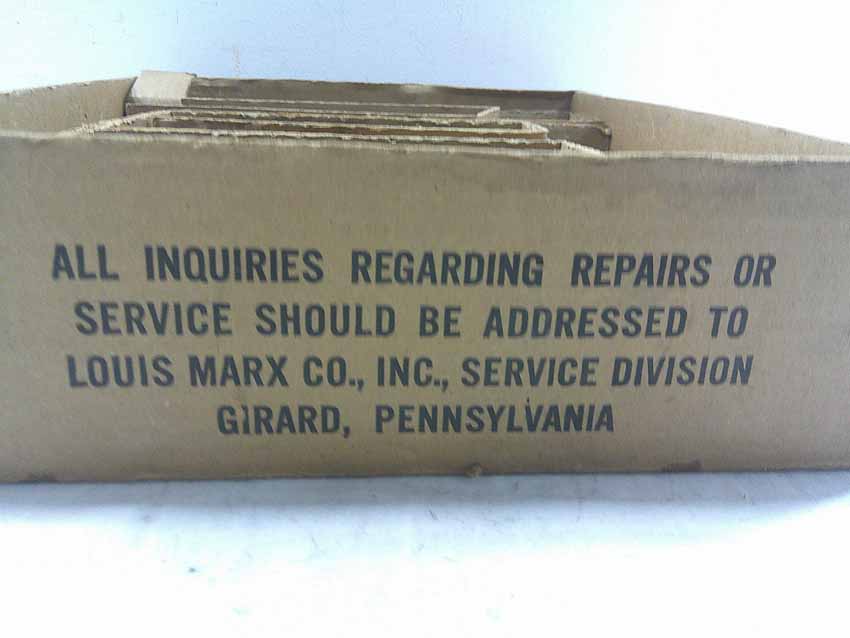 ALL INQUIRIES REGARDING REPAIRS OR
SERVICE SHOULD BE ADDRESSED TO
LOUIS MARX CO., INC., SERVICE DIVISION
GIRARD, PENNSYLVANIA